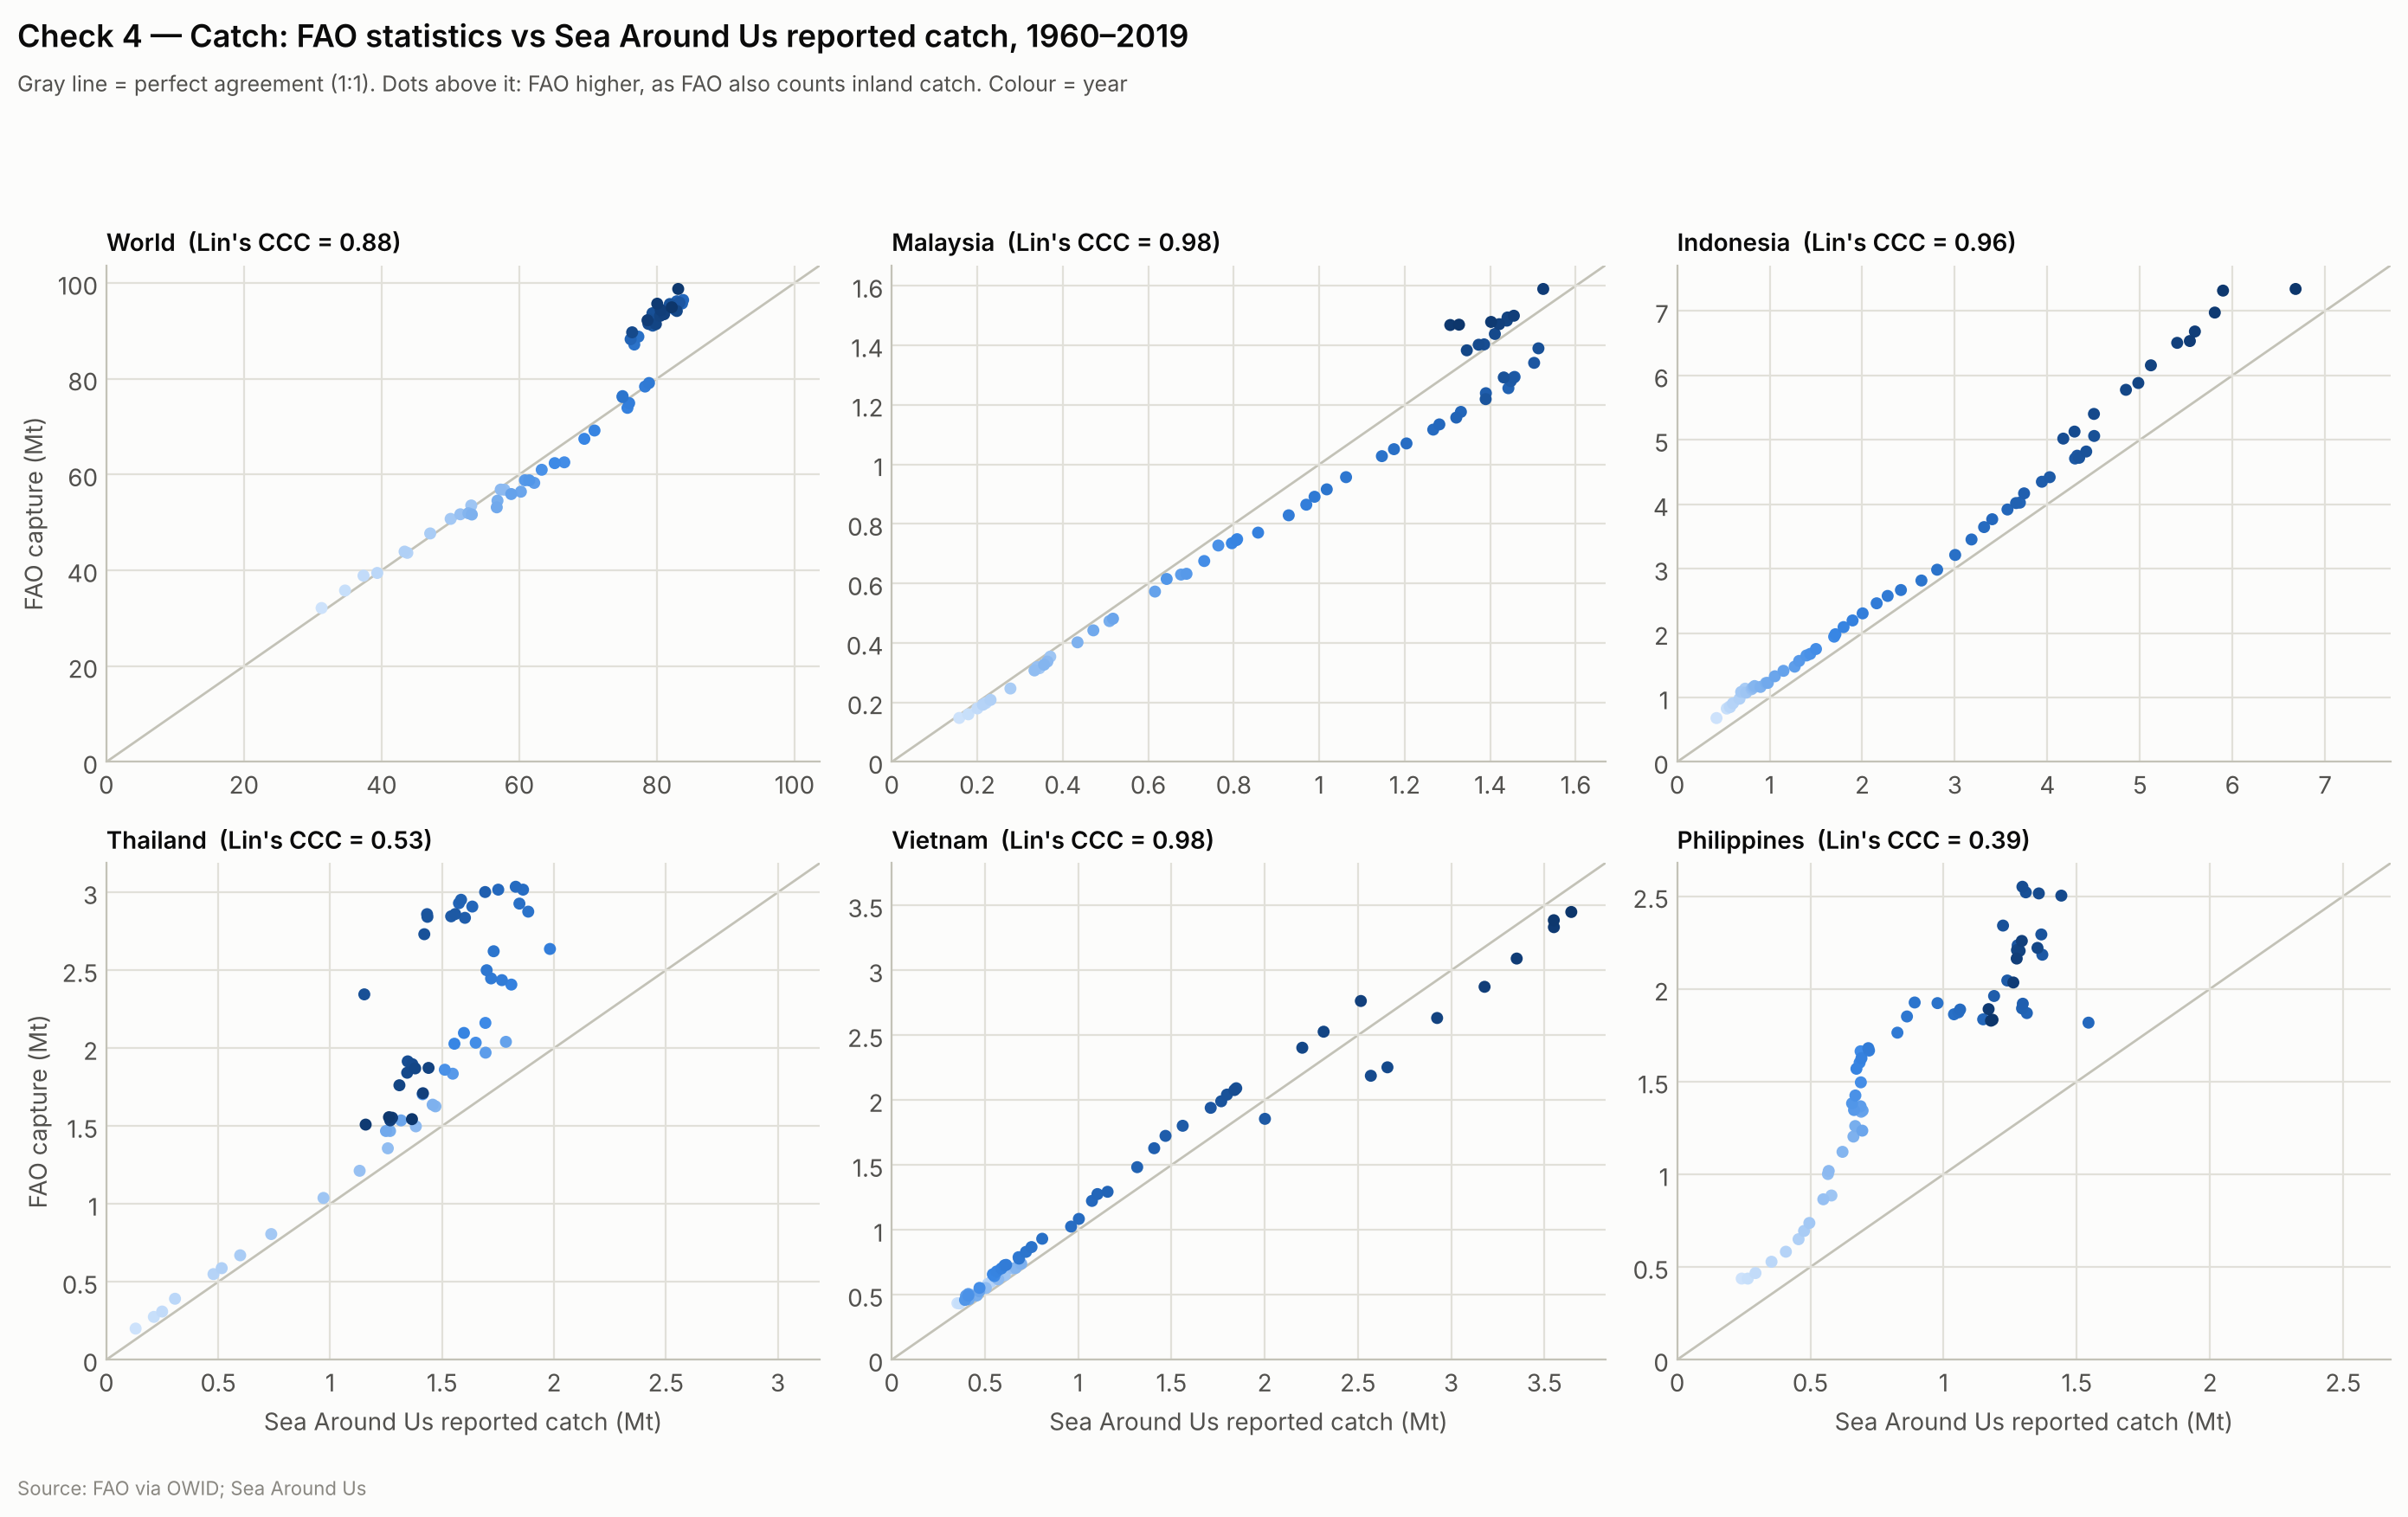 Check 4 — Catch: FAO statistics vs Sea Around Us reported catch, 1960–2019
Gray line = perfect agreement (1:1). Dots above it: FAO higher, as FAO also counts inland catch. Colour = year
World (Lin's CCC = 0.88)
100
80
60
40
20
0
FAO capture (Mt)
0 20 40 60 80 100
Malaysia (Lin's CCC = 0.98)
1.6
1.4
1.2
1
0.8
0.6
0.4
0.2
0
0 0.2 0.4 0.6 0.8 1 1.2 1.4 1.6
Indonesia (Lin's CCC = 0.96)
7
6
5
4
3
2
1
0
0 1 2 3 4 5 6 7
Thailand (Lin's CCC = 0.53)
3
2.5
2
1.5
1
0.5
0
FAO capture (Mt)
0 0.5 1 1.5 2 2.5 3
Sea Around Us reported catch (Mt)
Vietnam (Lin's CCC = 0.98)
3.5
3
2.5
2
1.5
1
0.5
0
0 0.5 1 1.5 2 2.5 3 3.5
Sea Around Us reported catch (Mt)
Philippines (Lin's CCC = 0.39)
2.5
2
1.5
1
0.5
0
0 0.5 1 1.5 2 2.5
Sea Around Us reported catch (Mt)
Source: FAO via OWID; Sea Around Us